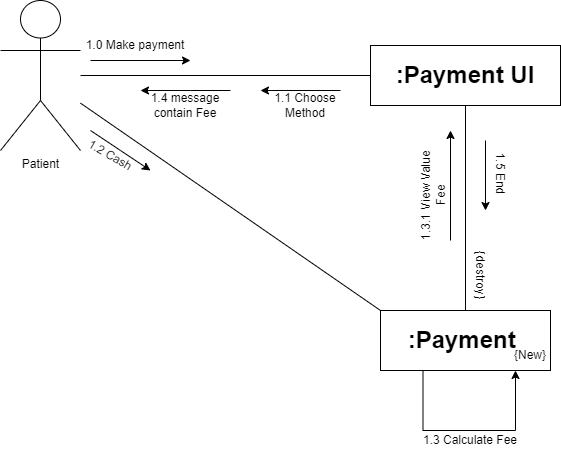 1.0 Make payment
:Payment UI
1.4 message
contain Fee
1.1 Choose
Method
1.2 Cash
Patient
1.3.1 View Value
Fee
1.5 End
{destroy}
:Payment
{New}
1.3 Calculate Fee